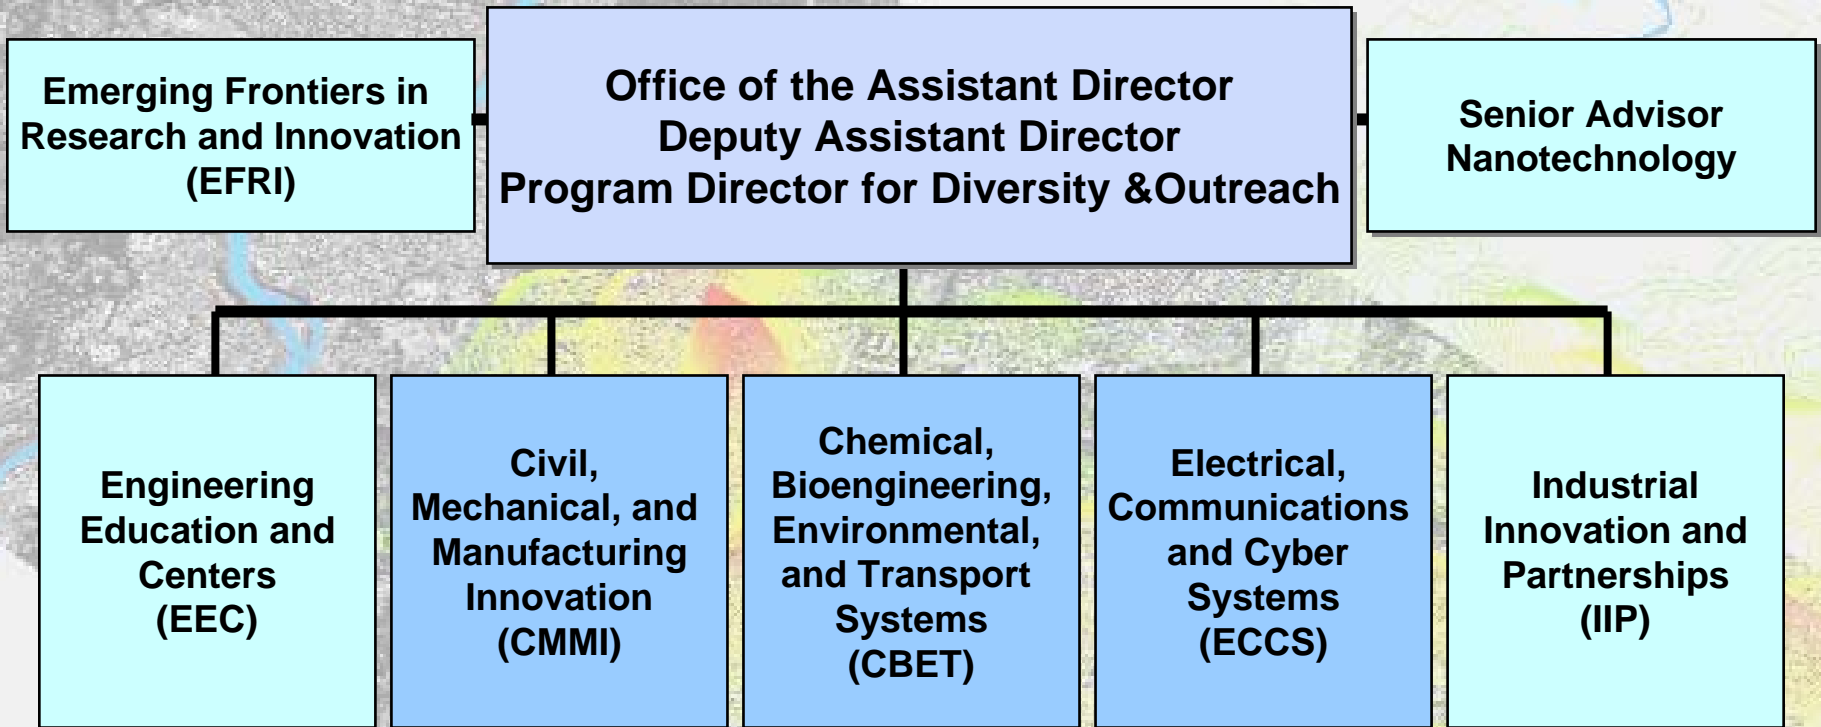 Emerging Frontiers in
Research and Innovation
(EFRI)
Office of the Assistant Director
Deputy Assistant Director
Program Director for Diversity &Outreach
Senior Advisor
Nanotechnology
Engineering
Education and
Centers
(EEC)
Civil,
Mechanical, and
Manufacturing
Innovation
(CMMI)
Chemical,
Bioengineering,
Environmental,
and Transport
Systems
(CBET)
Electrical,
Communications
and Cyber
Systems
(ECCS)
Industrial
Innovation and
Partnerships
(IIP)